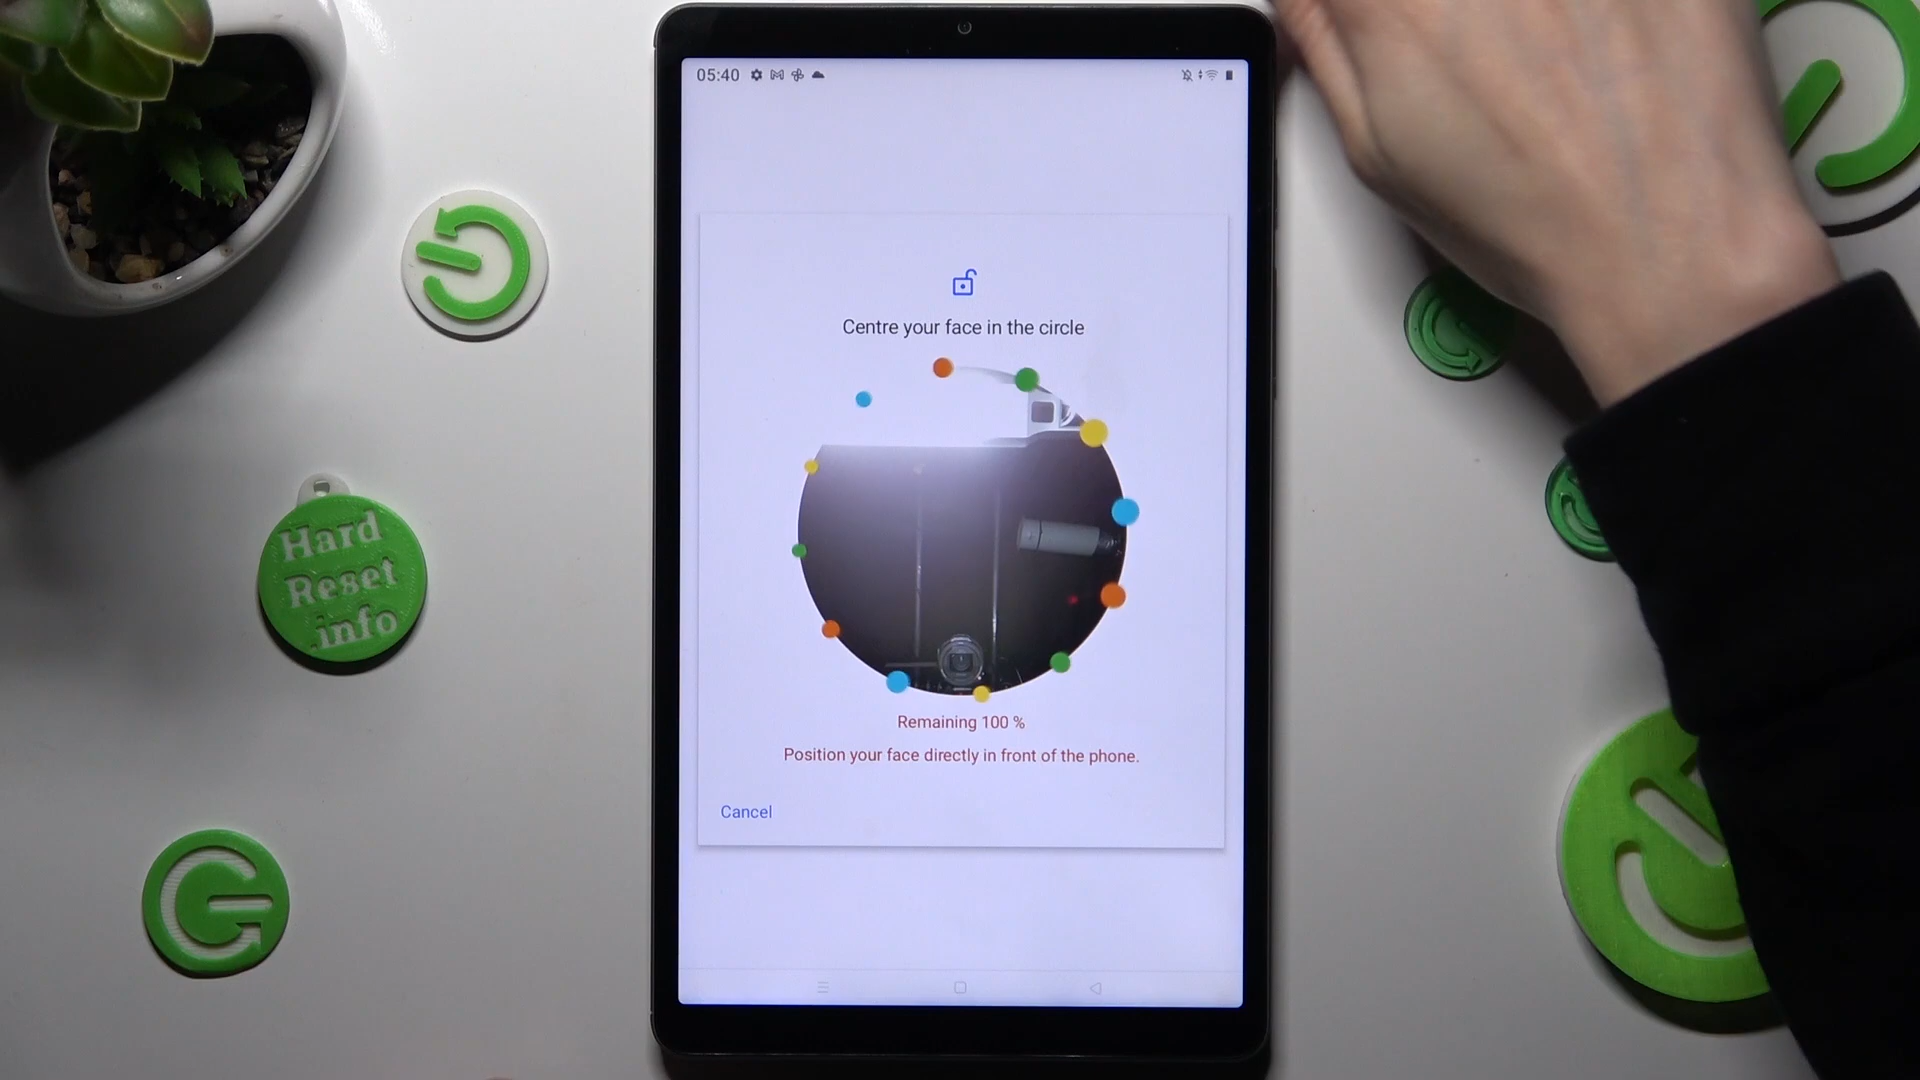 05:40
Centre your face in the circle
Remaining 100 %
Position your face directly in front of the phone.
Cancel
Hard
Reset
.info